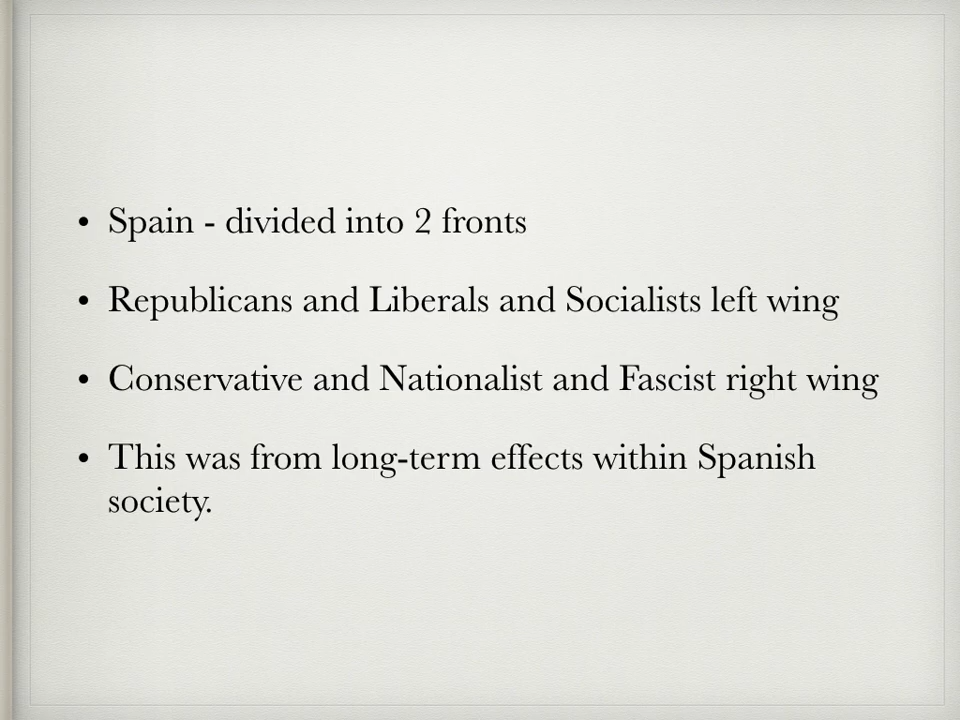 • Spain - divided into 2 fronts
• Republicans and Liberals and Socialists left wing
• Conservative and Nationalist and Fascist right wing
• This was from long-term effects within Spanish
society.